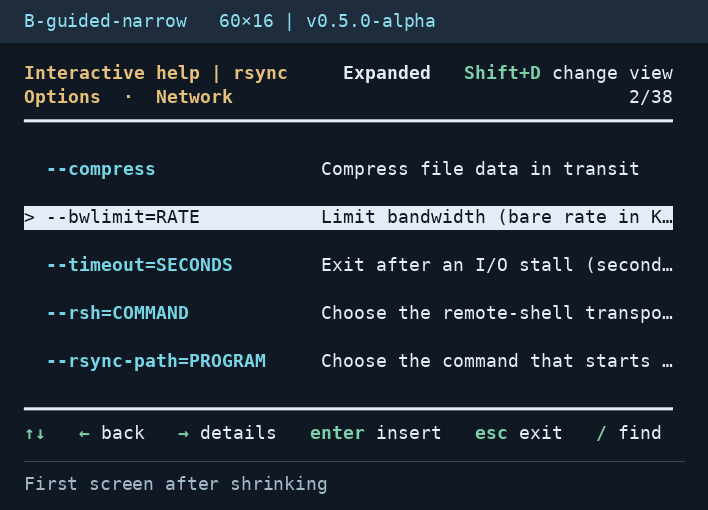 B-guided-narrow   60×16 | v0.5.0-alpha
Interactive help | rsync     Expanded   Shift+D change view
Options  ·  Network                                    2/38
--compress               Compress file data in transit
> --bwlimit=RATE           Limit bandwidth (bare rate in K…
--timeout=SECONDS        Exit after an I/O stall (second…
--rsh=COMMAND            Choose the remote-shell transpo…
--rsync-path=PROGRAM     Choose the command that starts …
↑↓   ← back   → details   enter insert   esc exit   / find
First screen after shrinking